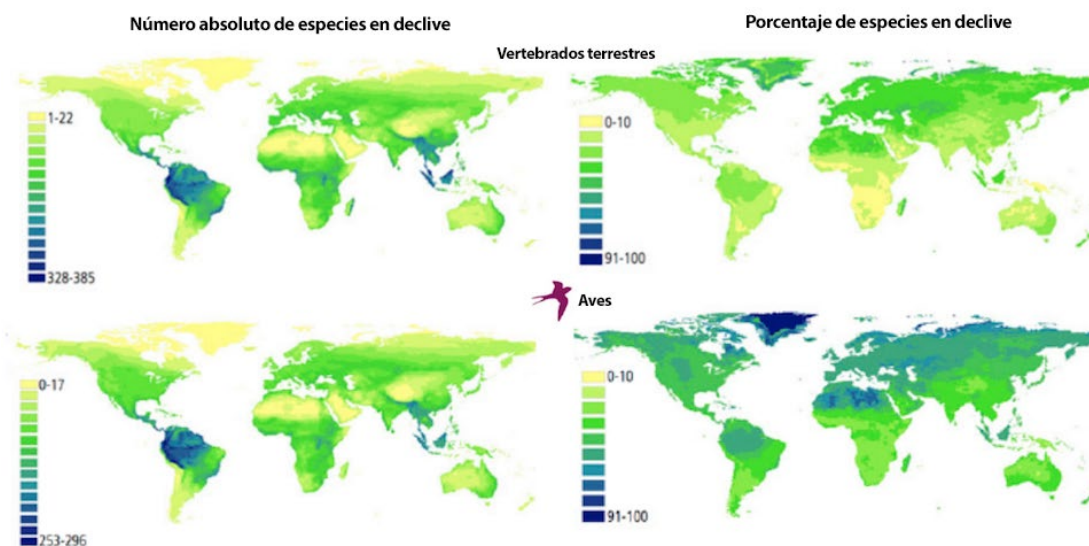 Número absoluto de especies en declive
Porcentaje de especies en declive
Vertebrados terrestres
1-22
328-385
0-10
91-100
Aves
0-17
253-296
0-10
91-100